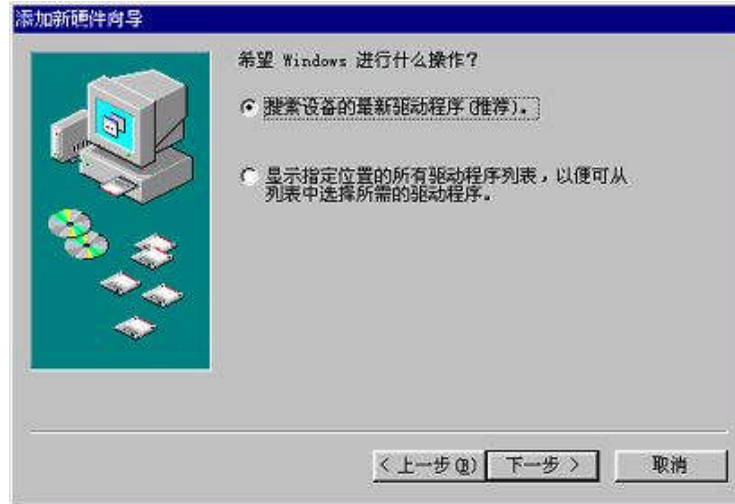 添加新硬件向导
希望 Windows 进行什么操作?
搜索设备的最新驱动程序(推荐)。
显示指定位置的所有驱动程序列表,以便可从
列表中选择所需的驱动程序。
< 上一步(B)
下一步 >
取消